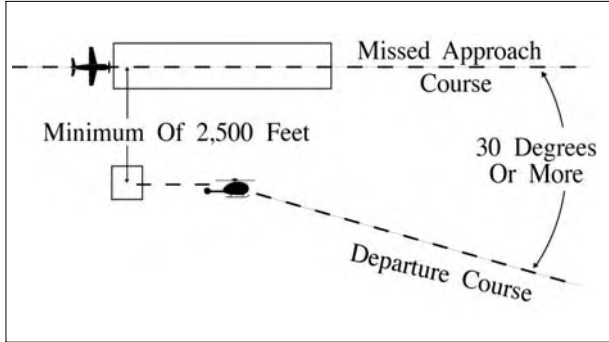 Missed Approach
Course
Minimum Of 2,500 Feet
30 Degrees
Or More
Departure Course